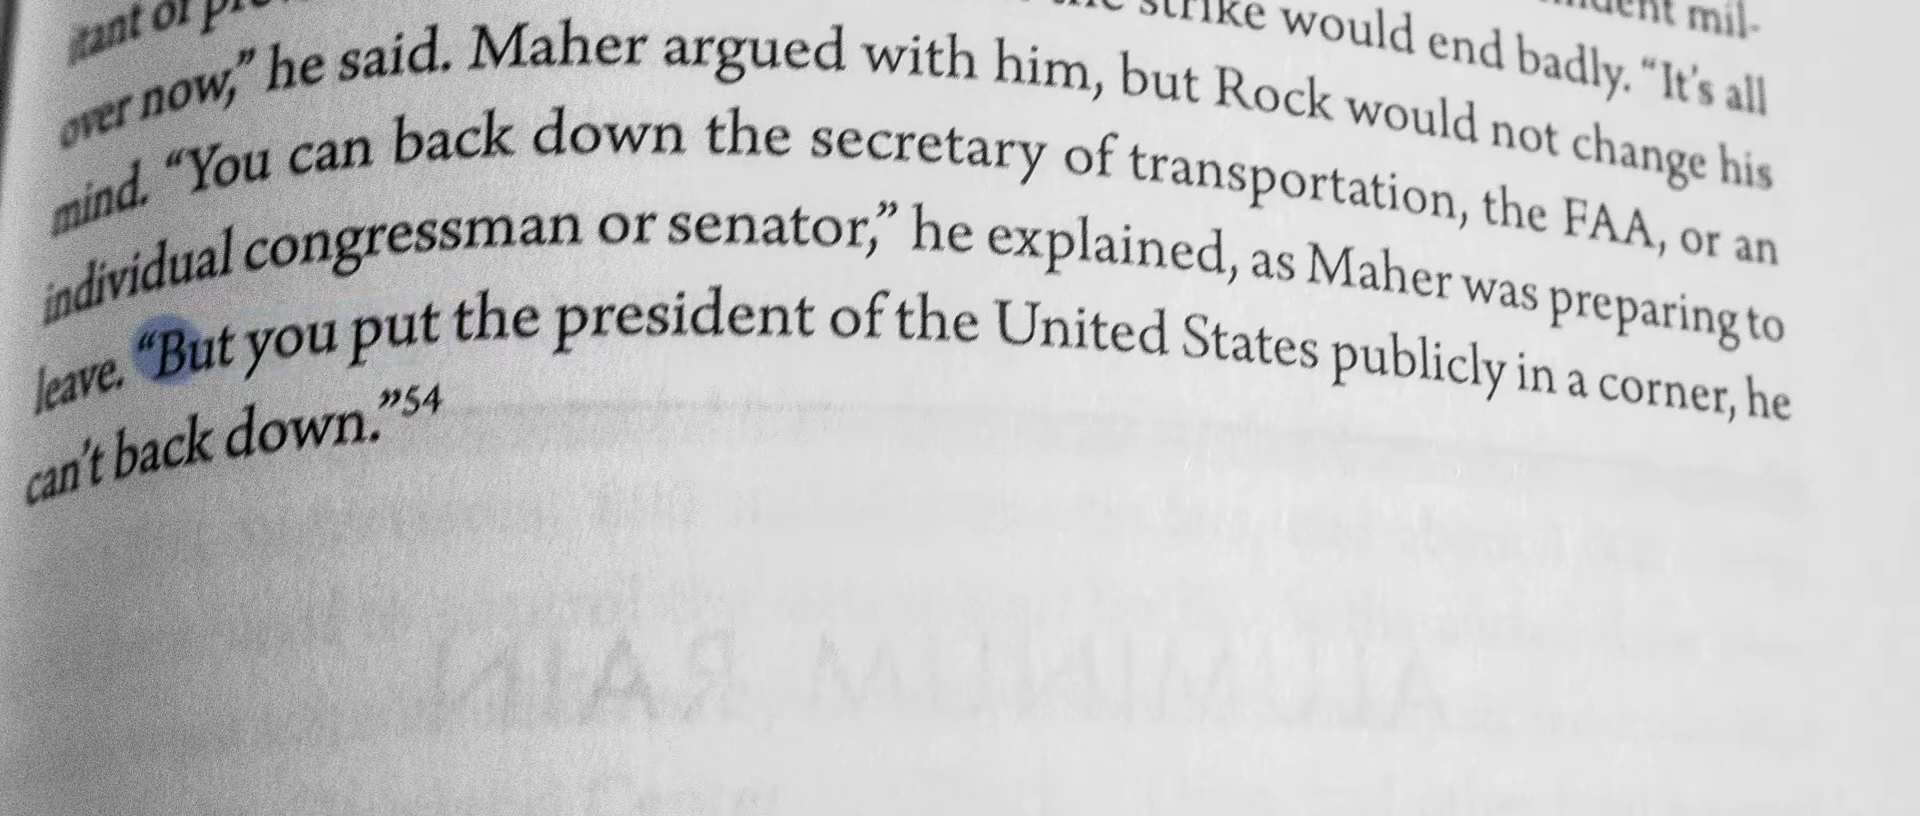 strike would end badly. “It’s all
over now,” he said. Maher argued with him, but Rock would not change his
mind. “You can back down the secretary of transportation, the FAA, or an
individual congressman or senator,” he explained, as Maher was preparing to
leave. “But you put the president of the United States publicly in a corner, he
can’t back down.”54